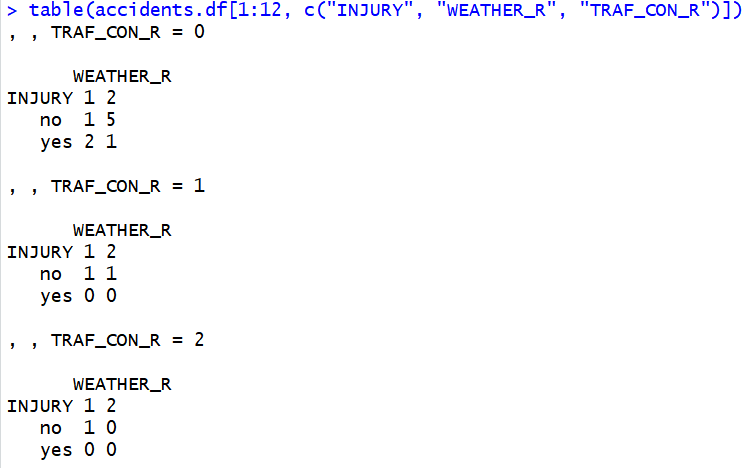 > table(accidents.df[1:12, c("INJURY", "WEATHER_R", "TRAF_CON_R")])
, , TRAF_CON_R = 0
WEATHER_R
INJURY 1 2
no 1 5
yes 2 1
, , TRAF_CON_R = 1
WEATHER_R
INJURY 1 2
no 1 1
yes 0 0
, , TRAF_CON_R = 2
WEATHER_R
INJURY 1 2
no 1 0
yes 0 0